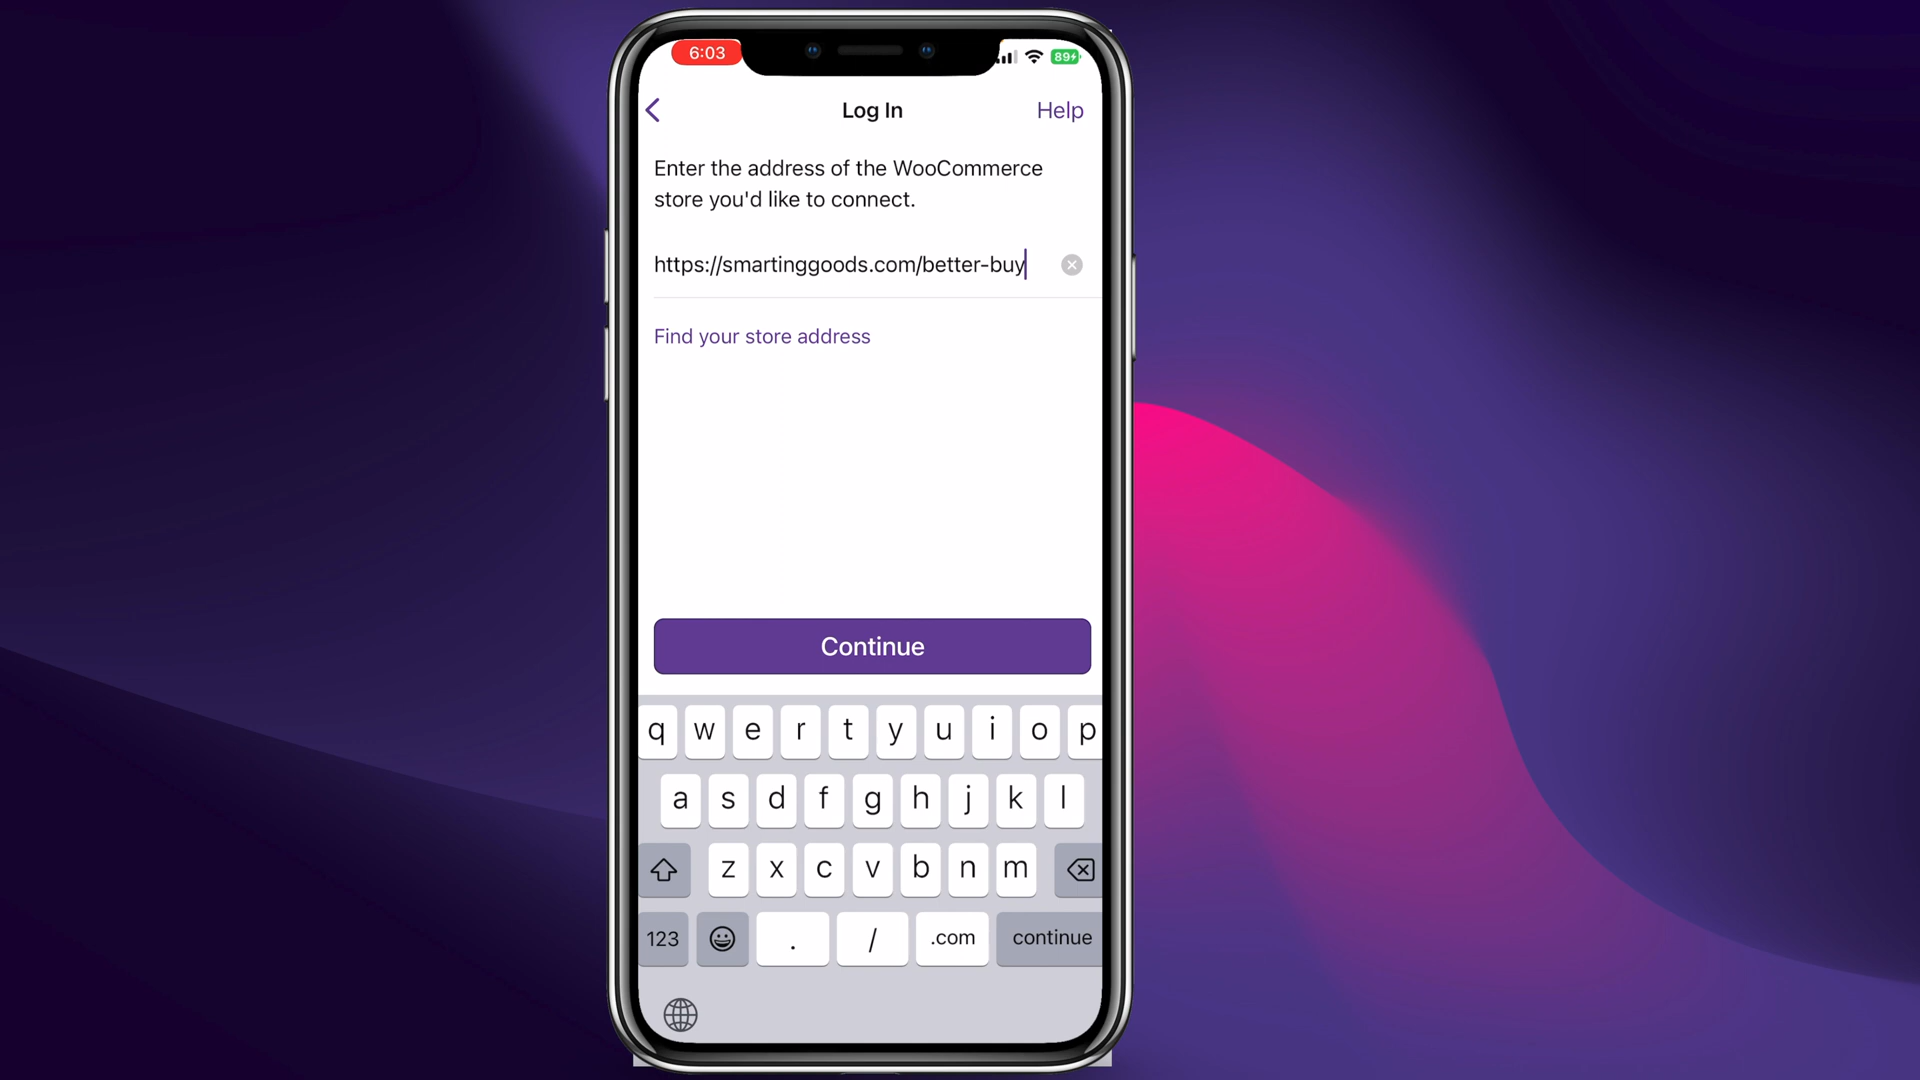 6:03
89
Log In
Help
Enter the address of the WooCommerce
store you'd like to connect.
https://smartinggoods.com/better-buy
Find your store address
Continue
q w e r t y u i o p
a s d f g h j k l
z x c v b n m
123 . / .com continue